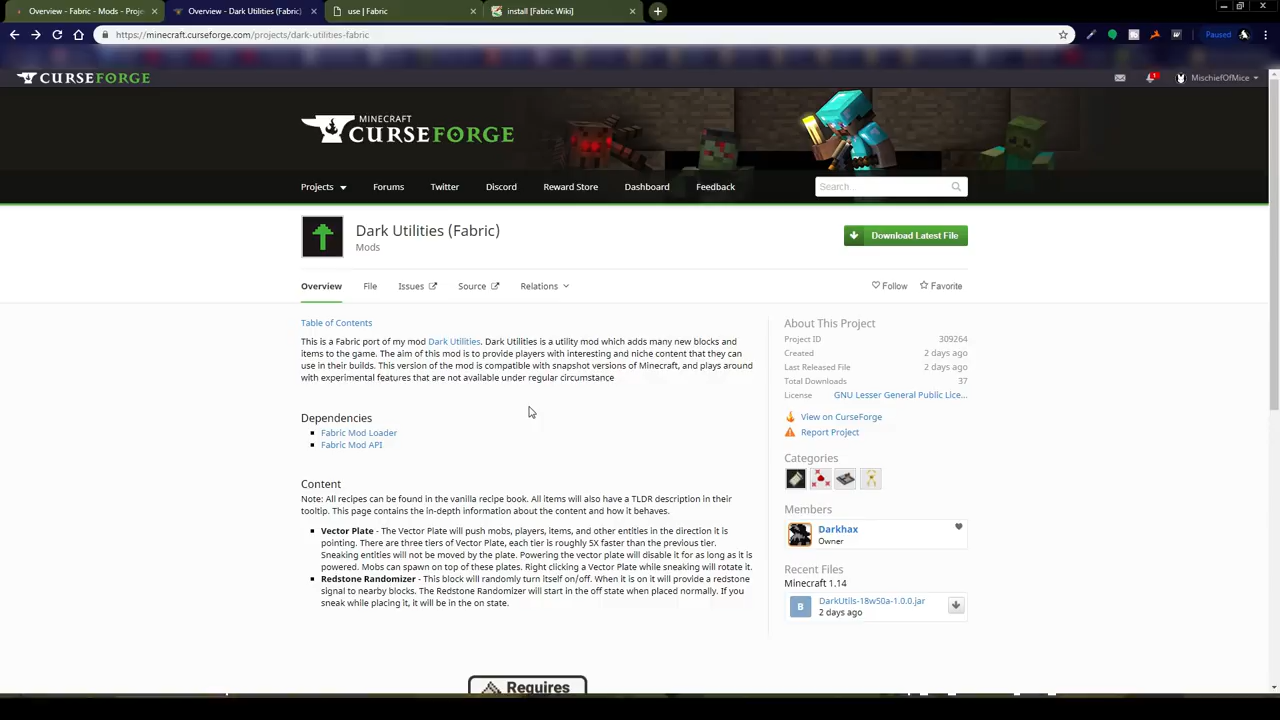 Overview - Fabric - Mods - Projec
Overview - Dark Utilities (Fabric)
use | Fabric
install [Fabric Wiki]
https://minecraft.curseforge.com/projects/dark-utilities-fabric
Paused
CURSEFORGE
1
MischiefOfMice
MINECRAFT
CURSEFORGE
Projects Forums Twitter Discord Reward Store Dashboard Feedback
Search...
Dark Utilities (Fabric)
Mods
Download Latest File
Overview File Issues Source Relations
Follow Favorite
Table of Contents
This is a Fabric port of my mod Dark Utilities. Dark Utilities is a utility mod which adds many new blocks and
items to the game. The aim of this mod is to provide players with interesting and niche content that they can
use in their builds. This version of the mod is compatible with snapshot versions of Minecraft, and plays around
with experimental features that are not available under regular circumstance
Dependencies
Fabric Mod Loader
Fabric Mod API
Content
Note: All recipes can be found in the vanilla recipe book. All items will also have a TLDR description in their
tooltip. This page contains the in-depth information about the content and how it behaves.
Vector Plate - The Vector Plate will push mobs, players, items, and other entities in the direction it is
pointing. There are three tiers of Vector Plate, each tier is roughly 5X faster than the previous tier.
Sneaking entities will not be moved by the plate. Powering the vector plate will disable it for as long as it is
powered. Mobs can spawn on top of these plates. Right clicking a Vector Plate while sneaking will rotate it.
Redstone Randomizer - This block will randomly turn itself on/off. When it is on it will provide a redstone
signal to nearby blocks. The Redstone Randomizer will start in the off state when placed normally. If you
sneak while placing it, it will be in the on state.
Requires
About This Project
Project ID 309264
Created 2 days ago
Last Released File 2 days ago
Total Downloads 37
License GNU Lesser General Public Lice...
View on CurseForge
Report Project
Categories
Members
Darkhax
Owner
Recent Files
Minecraft 1.14
B
DarkUtils-18w50a-1.0.0.jar
2 days ago